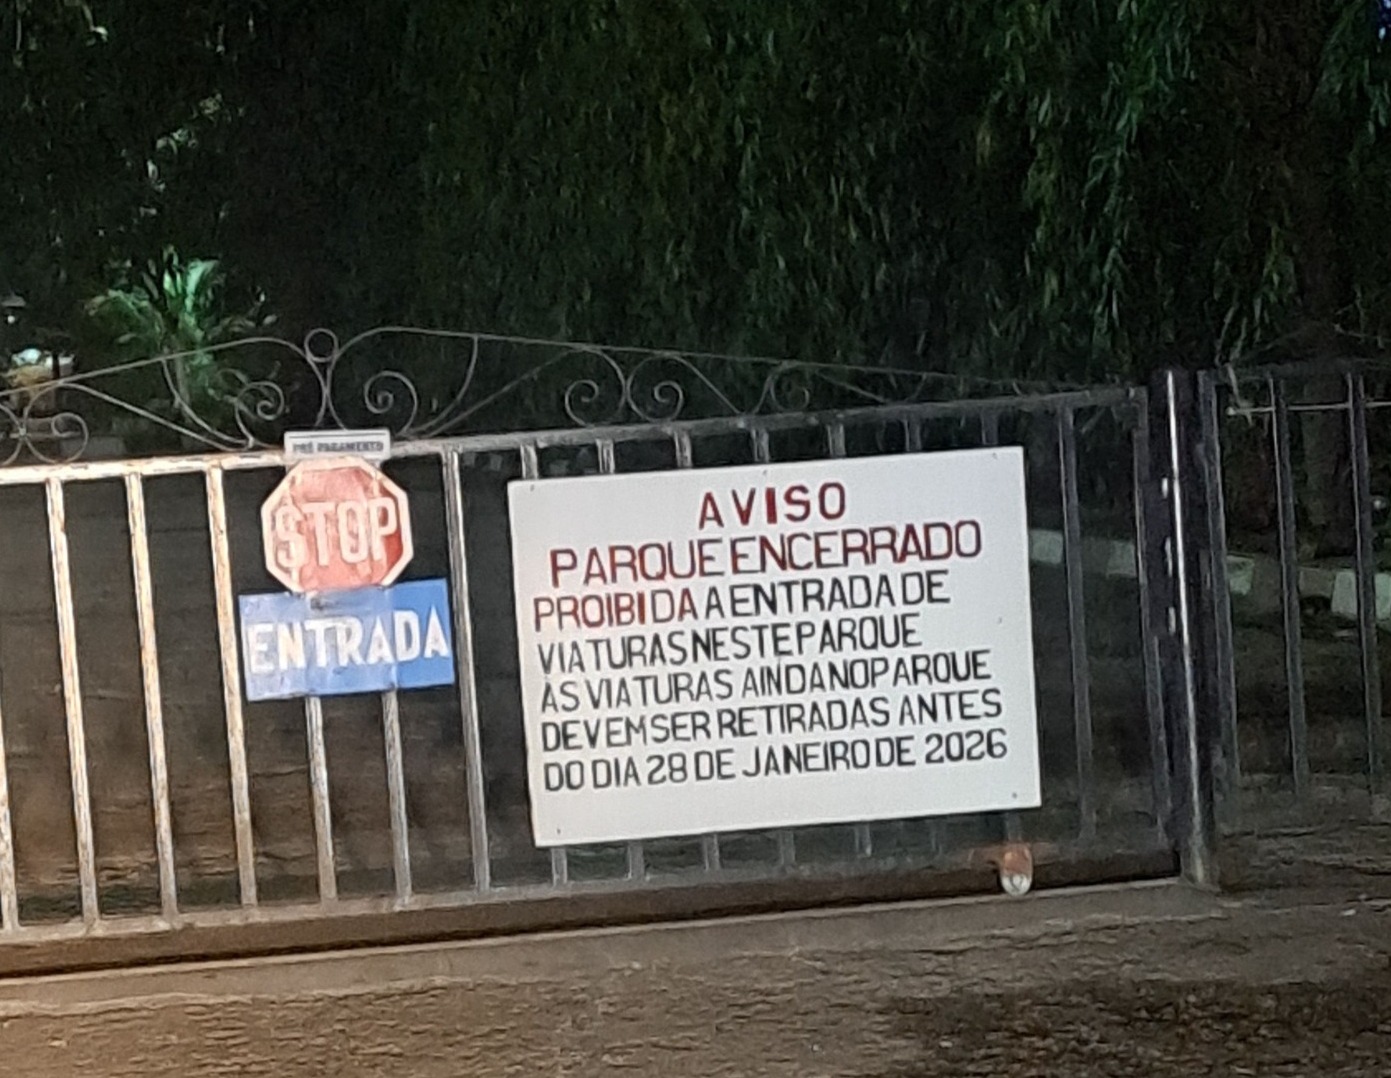 PRÉ PAGAMENTO
STOP
ENTRADA
AVISO
PARQUE ENCERRADO
PROIBIDA A ENTRADA DE
VIATURAS NESTE PARQUE
ÀS VIATURAS AINDA NO PARQUE
DEVEM SER RETIRADAS ANTES
DO DIA 28 DE JANEIRO DE 2026